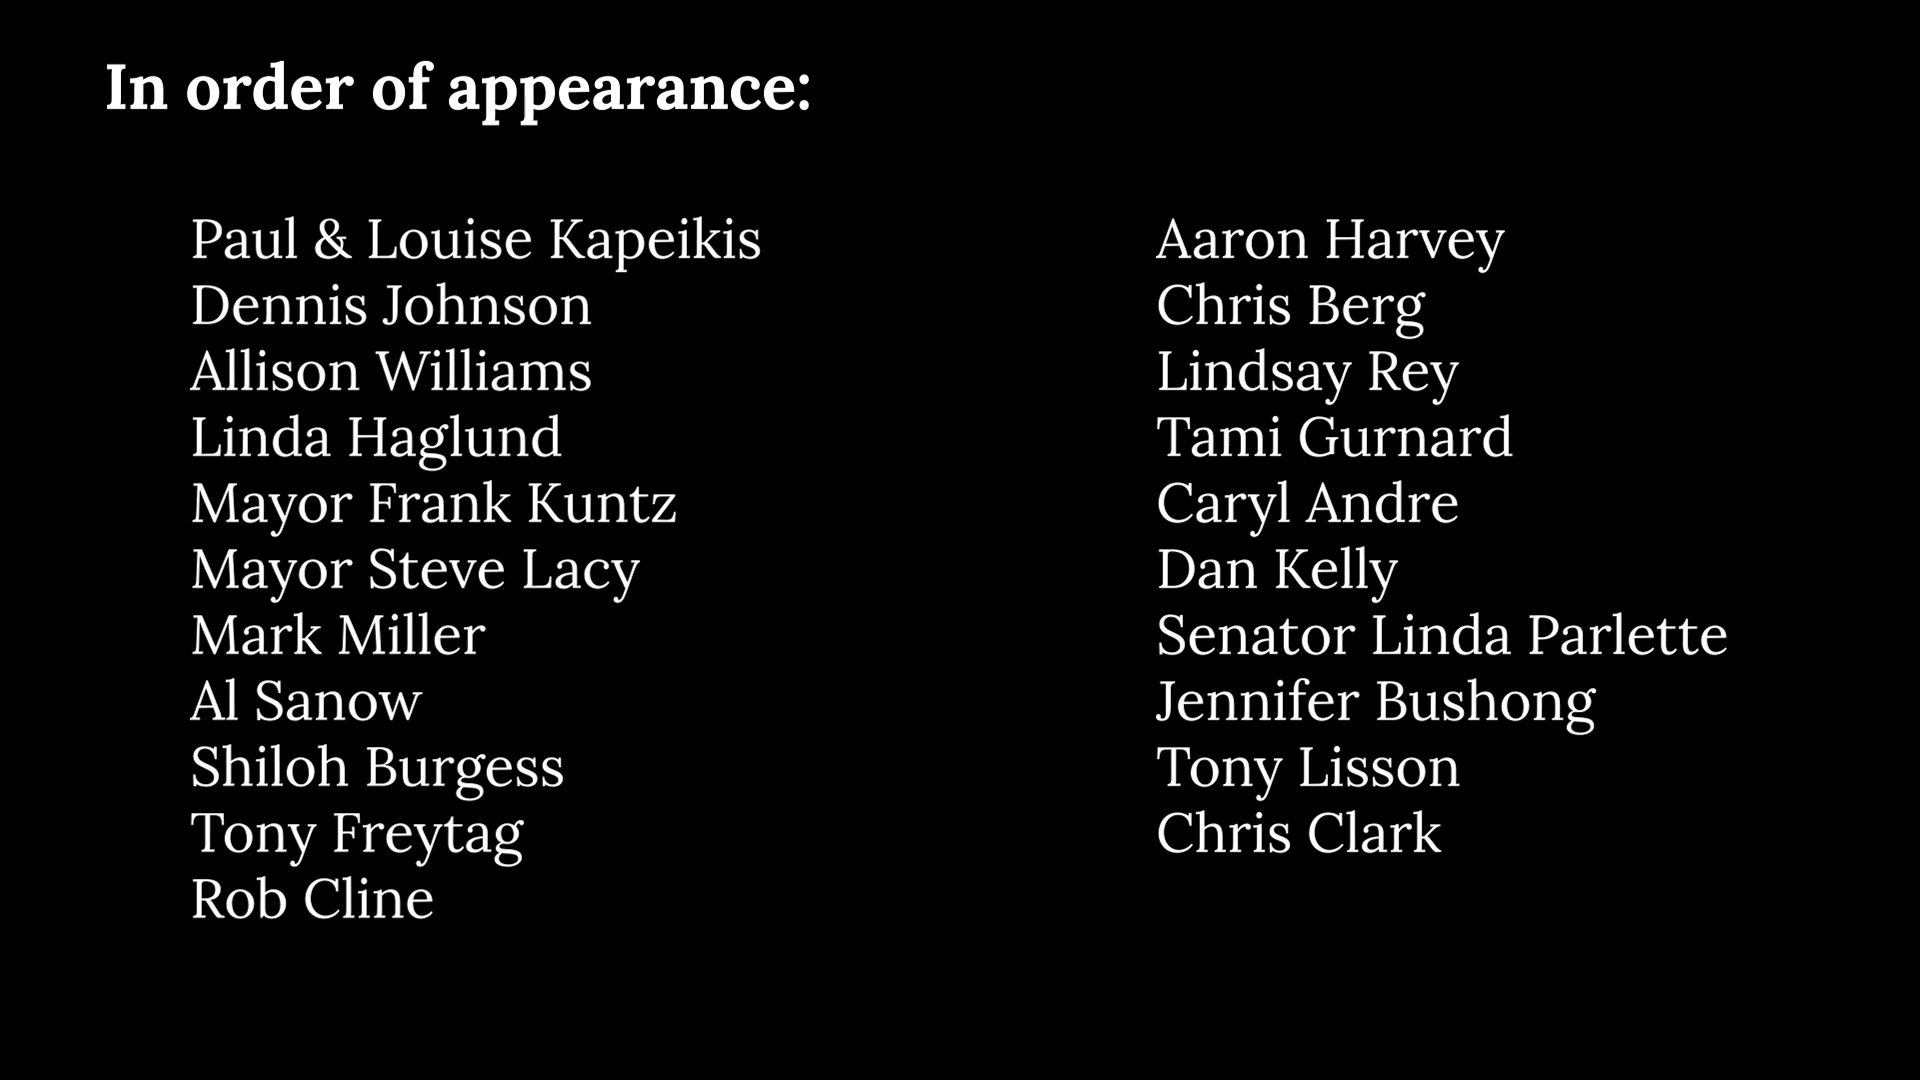 In order of appearance:
Paul & Louise Kapeikis
Dennis Johnson
Allison Williams
Linda Haglund
Mayor Frank Kuntz
Mayor Steve Lacy
Mark Miller
Al Sanow
Shiloh Burgess
Tony Freytag
Rob Cline
Aaron Harvey
Chris Berg
Lindsay Rey
Tami Gurnard
Caryl Andre
Dan Kelly
Senator Linda Parlette
Jennifer Bushong
Tony Lisson
Chris Clark